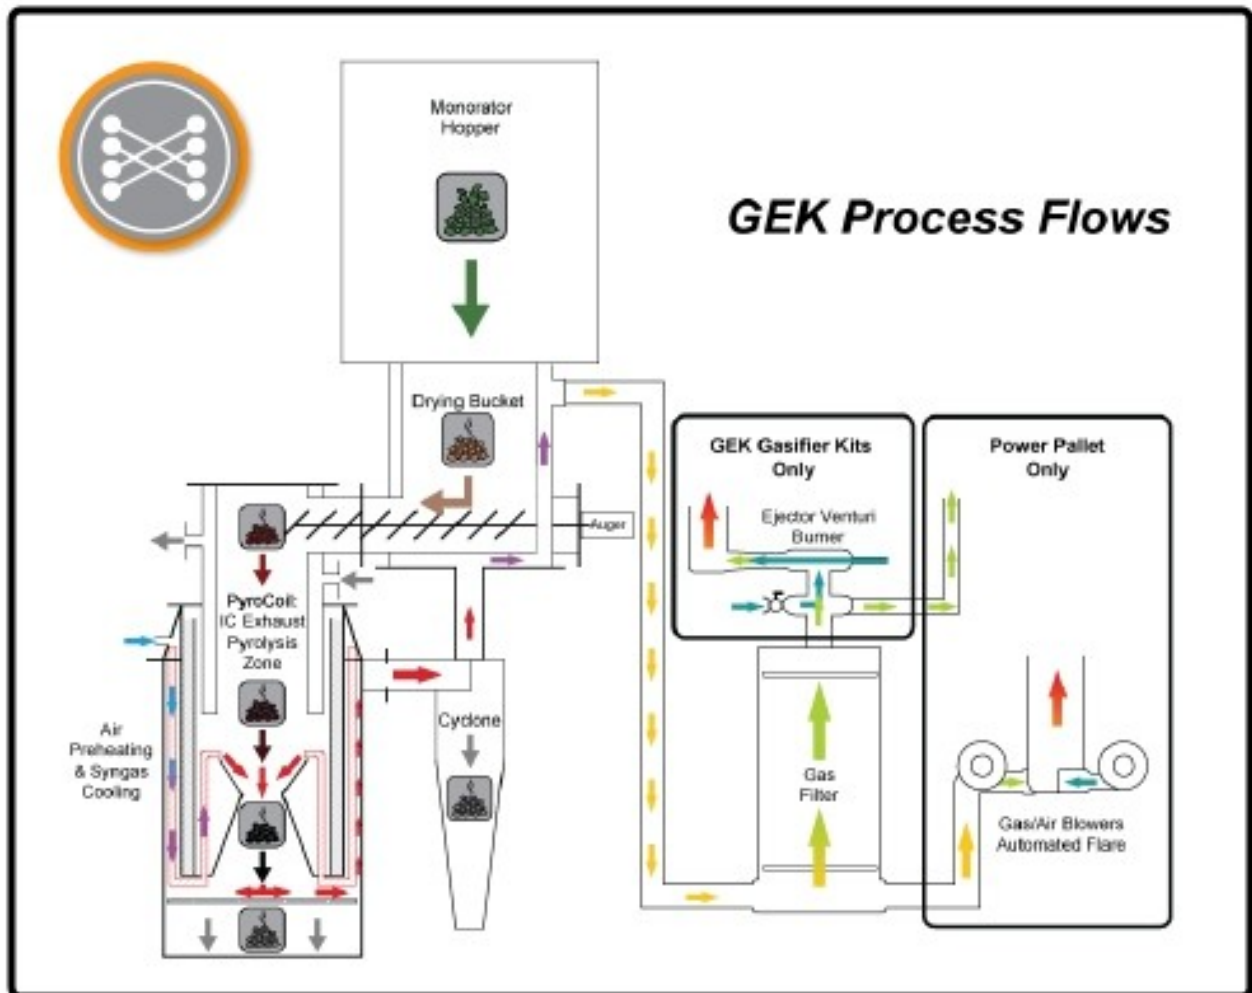 Monorator
Hopper
GEK Process Flows
Drying Bucket
GEK Gasifier Kits
Only
Power Pallet
Only
Ejector Venturi
Burner
Auger
PyroCoil:
IC Exhaust
Pyrolysis
Zone
Air
Preheating
& Syngas
Cooling
Cyclone
Gas
Filter
Gas/Air Blowers
Automated Flare